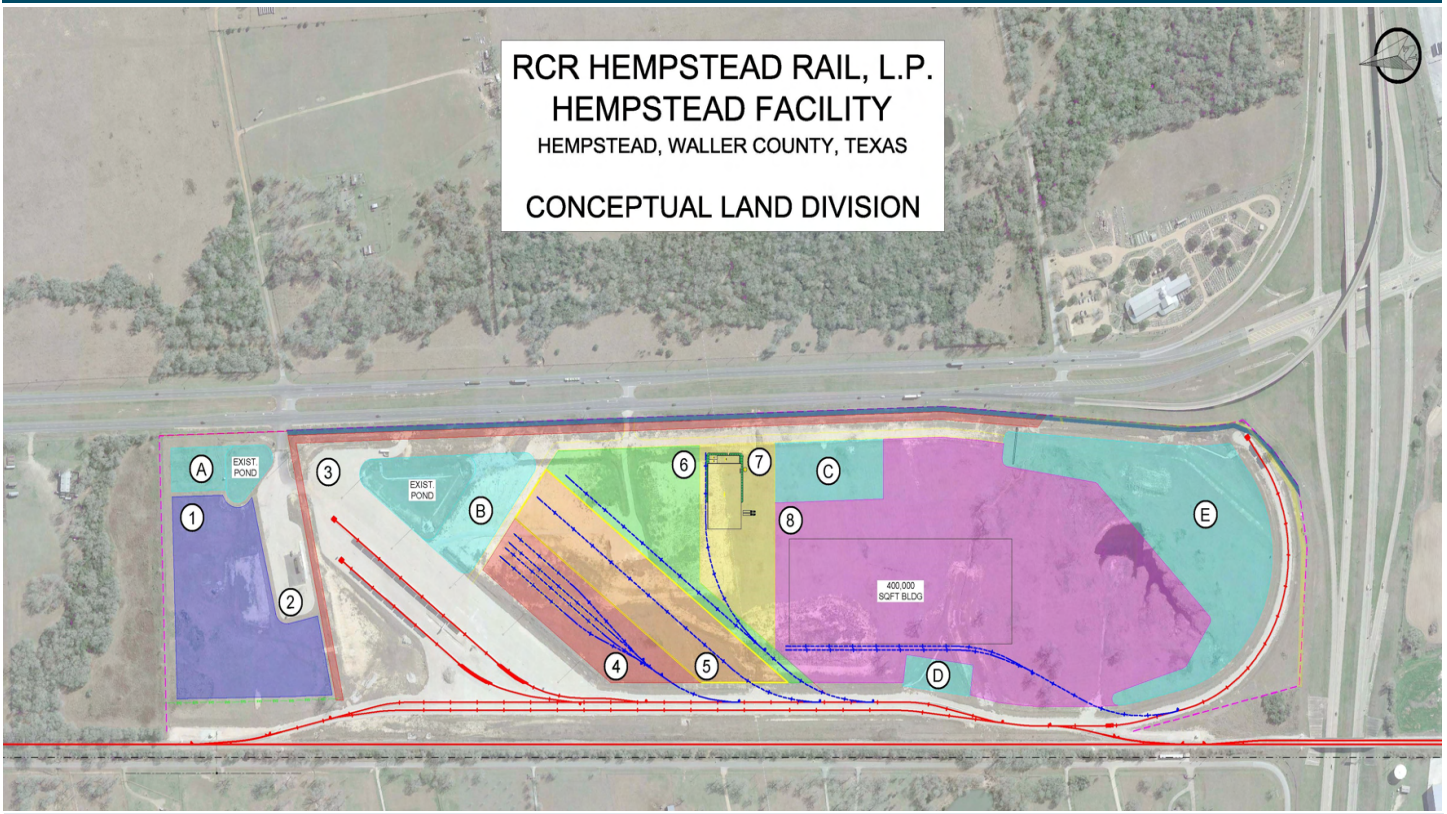 RCR HEMPSTEAD RAIL, L.P.
HEMPSTEAD FACILITY
HEMPSTEAD, WALLER COUNTY, TEXAS
CONCEPTUAL LAND DIVISION
A
EXIST.
POND
1
2
3
EXIST.
POND
B
4
5
6
7
C
8
400,000
SQFT BLDG
D
E